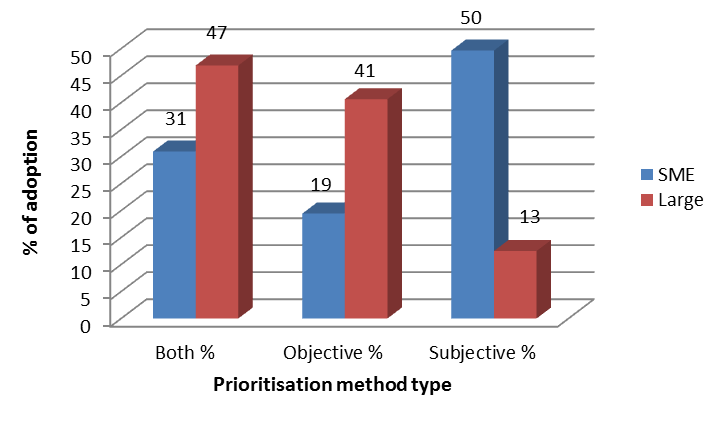 50
47
50
45
40
35
30
25
20
15
10
5
0
31
41
19
13
% of adoption
SME
Large
Both %
Objective %
Subjective %
Prioritisation method type